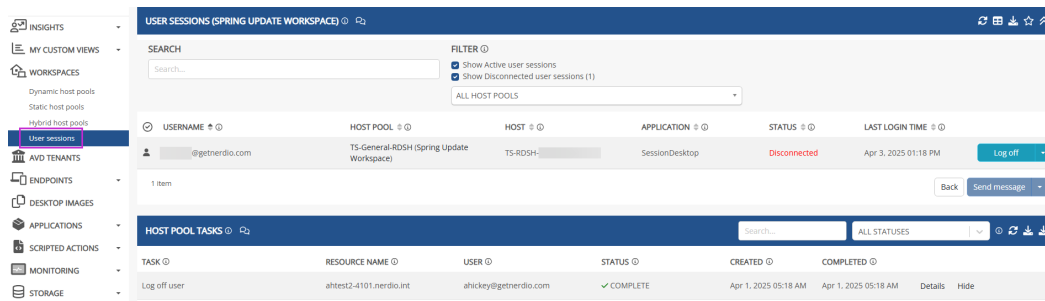 INSIGHTS
MY CUSTOM VIEWS
WORKSPACES
Dynamic host pools
Static host pools
Hybrid host pools
User sessions
AVD TENANTS
ENDPOINTS
DESKTOP IMAGES
APPLICATIONS
SCRIPTED ACTIONS
MONITORING
STORAGE
USER SESSIONS (SPRING UPDATE WORKSPACE)
SEARCH
Search...
FILTER
Show Active user sessions
Show Disconnected user sessions (1)
ALL HOST POOLS
USERNAME HOST POOL HOST APPLICATION STATUS LAST LOGIN TIME
@getnerdio.com TS-General-RDSH (Spring Update Workspace) TS-RDSH- SessionDesktop Disconnected Apr 3, 2025 01:18 PM Log off
1 item
Back Send message
HOST POOL TASKS Search... ALL STATUSES
TASK RESOURCE NAME USER STATUS CREATED COMPLETED
Log off user ahtest2-4101.nerdio.int ahickey@getnerdio.com COMPLETE Apr 1, 2025 05:18 AM Apr 1, 2025 05:18 AM Details Hide